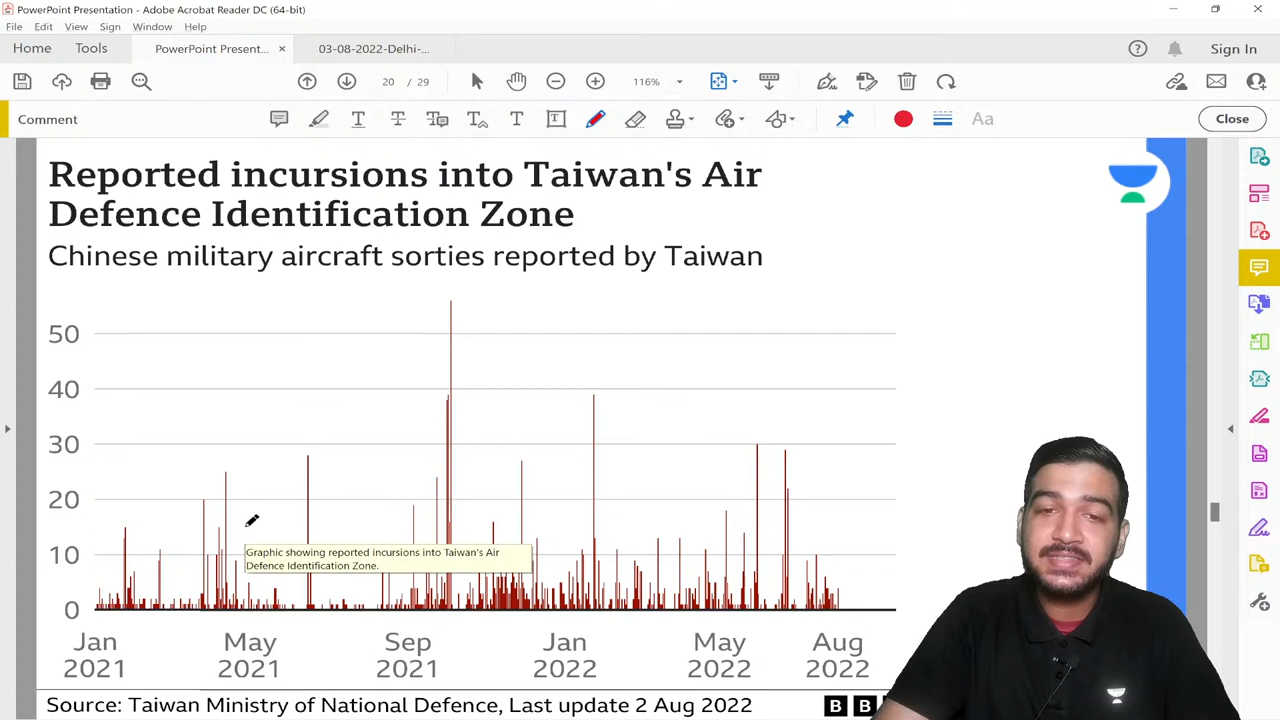 PowerPoint Presentation - Adobe Acrobat Reader DC (64-bit)
File Edit View Sign Window Help
Home Tools PowerPoint Present... × 03-08-2022-Delhi-... Sign In
20 / 29 116%
Comment Aa Close
Reported incursions into Taiwan's Air
Defence Identification Zone
Chinese military aircraft sorties reported by Taiwan
50
40
30
20
10
0
Graphic showing reported incursions into Taiwan's Air
Defence Identification Zone.
Jan May Sep Jan May Aug
2021 2021 2021 2022 2022 2022
Source: Taiwan Ministry of National Defence, Last update 2 Aug 2022 B B